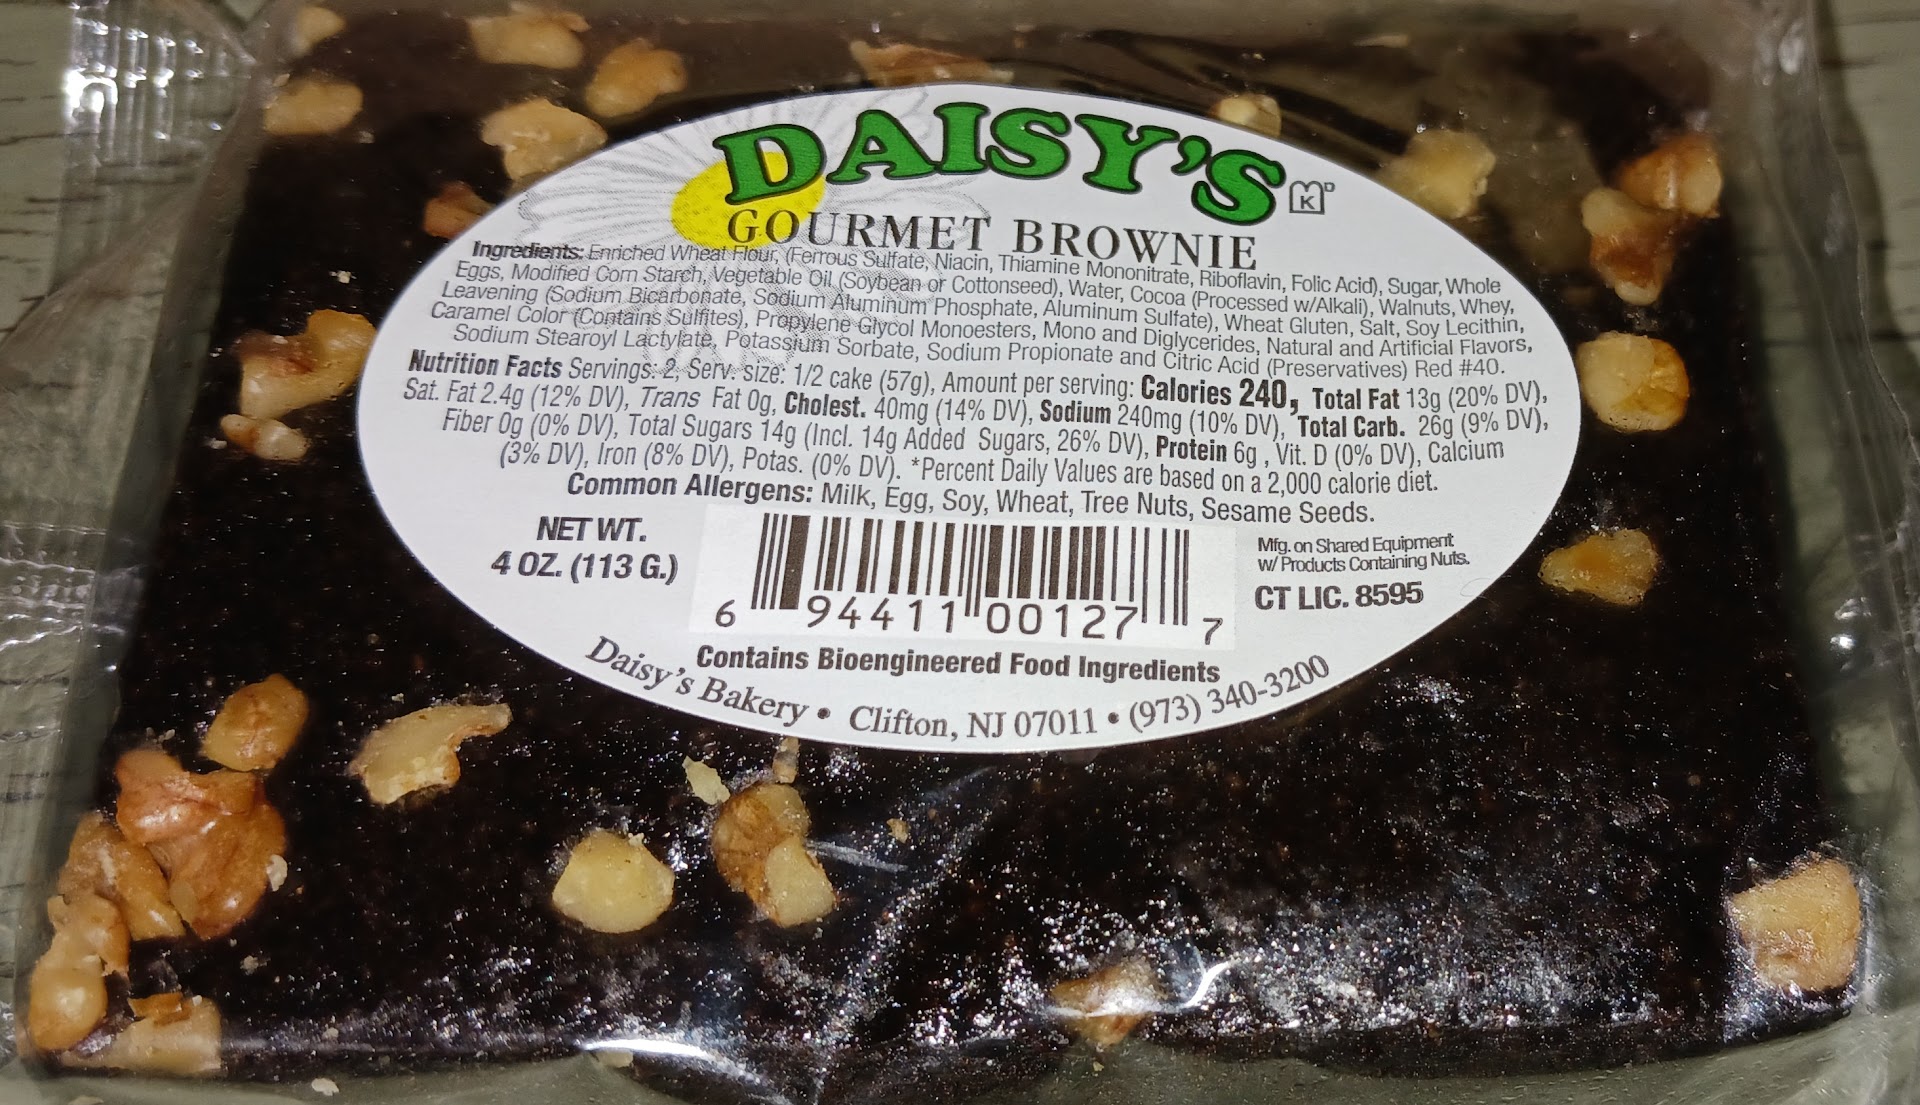 DAISY'S
MK D
GOURMET BROWNIE
Ingredients: Enriched Wheat Flour, (Ferrous Sulfate, Niacin, Thiamine Mononitrate, Riboflavin, Folic Acid), Sugar, Whole
Eggs, Modified Corn Starch, Vegetable Oil (Soybean or Cottonseed), Water, Cocoa (Processed w/Alkali), Walnuts, Whey,
Leavening (Sodium Bicarbonate, Sodium Aluminum Phosphate, Aluminum Sulfate), Wheat Gluten, Salt, Soy Lecithin,
Caramel Color (Contains Sulfites), Propylene Glycol Monoesters, Mono and Diglycerides, Natural and Artificial Flavors,
Sodium Stearoyl Lactylate, Potassium Sorbate, Sodium Propionate and Citric Acid (Preservatives) Red #40.
Nutrition Facts Servings: 2, Serv. size: 1/2 cake (57g), Amount per serving: Calories 240, Total Fat 13g (20% DV),
Sat. Fat 2.4g (12% DV), Trans Fat 0g, Cholest. 40mg (14% DV), Sodium 240mg (10% DV), Total Carb. 26g (9% DV),
Fiber 0g (0% DV), Total Sugars 14g (Incl. 14g Added Sugars, 26% DV), Protein 6g , Vit. D (0% DV), Calcium
(3% DV), Iron (8% DV), Potas. (0% DV). *Percent Daily Values are based on a 2,000 calorie diet.
Common Allergens: Milk, Egg, Soy, Wheat, Tree Nuts, Sesame Seeds.
NET WT.
4 OZ. (113 G.)
6 94411 00127 7
Mfg. on Shared Equipment
w/ Products Containing Nuts.
CT LIC. 8595
Contains Bioengineered Food Ingredients
Daisy's Bakery • Clifton, NJ 07011 • (973) 340-3200